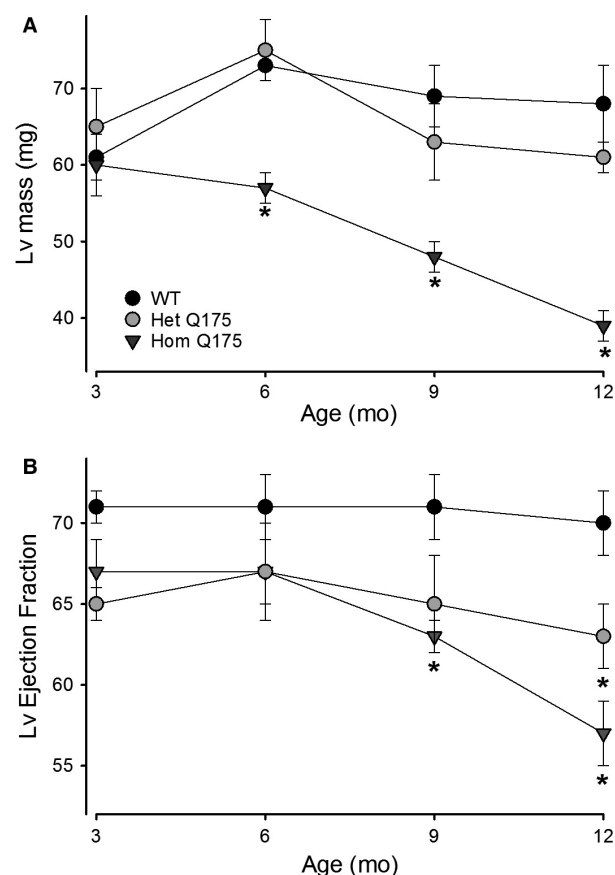 A
Lv mass (mg)
70
60
50
40
WT
Het Q175
Hom Q175
*
*
*
3
6
9
12
Age (mo)
B
Lv Ejection Fraction
70
65
60
55
*
*
*
3
6
9
12
Age (mo)